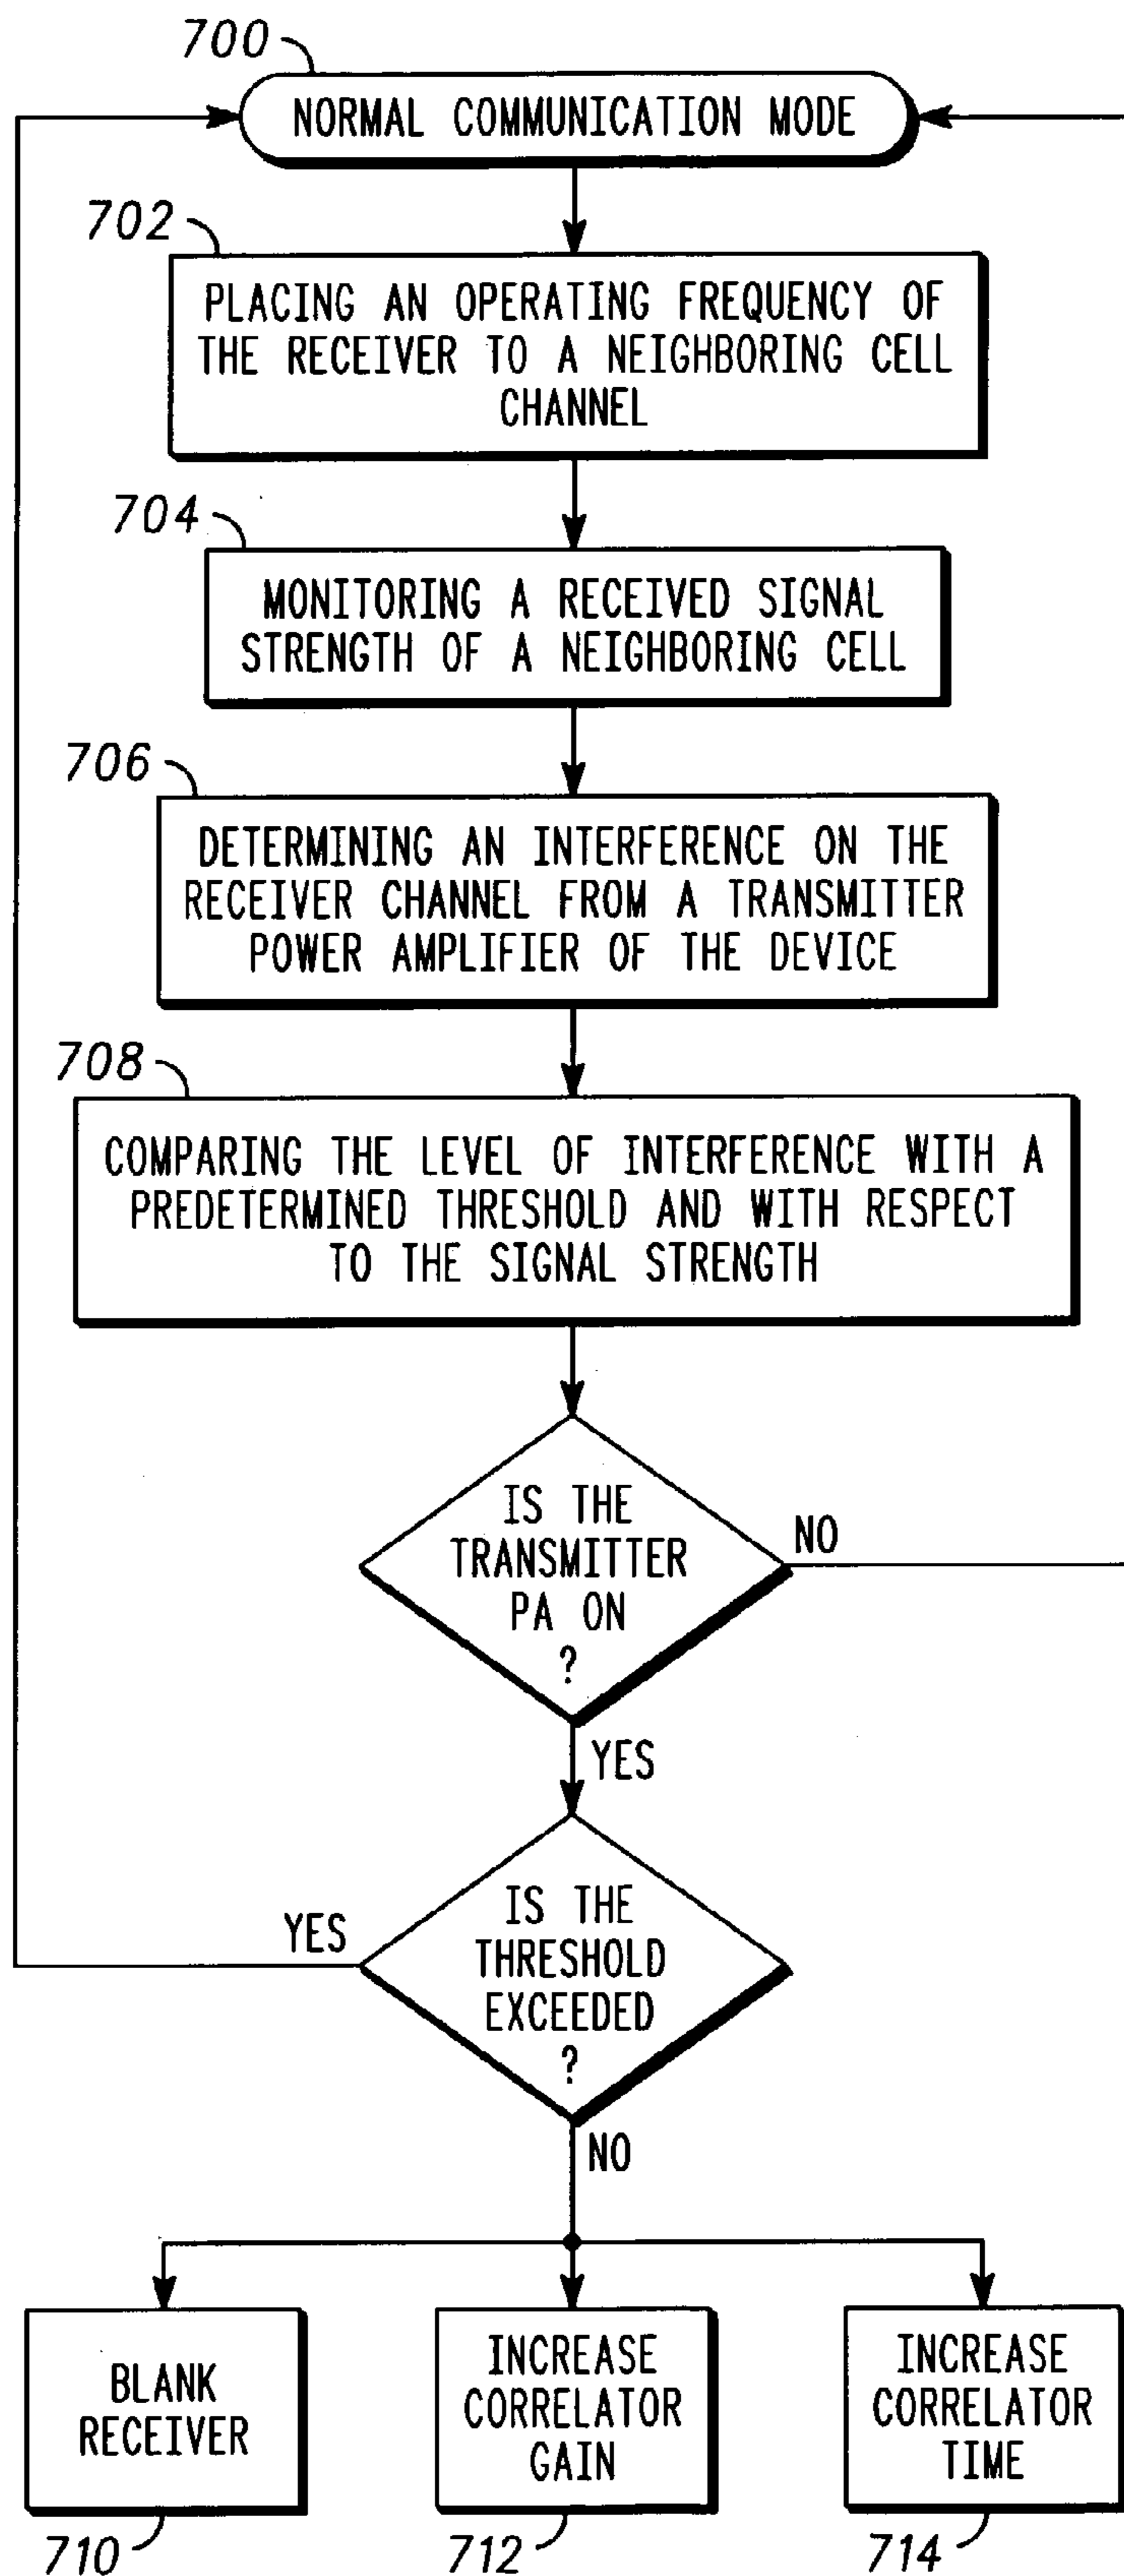 700
NORMAL COMMUNICATION MODE
702
PLACING AN OPERATING FREQUENCY OF
THE RECEIVER TO A NEIGHBORING CELL
CHANNEL
704
MONITORING A RECEIVED SIGNAL
STRENGTH OF A NEIGHBORING CELL
706
DETERMINING AN INTERFERENCE ON THE
RECEIVER CHANNEL FROM A TRANSMITTER
POWER AMPLIFIER OF THE DEVICE
708
COMPARING THE LEVEL OF INTERFERENCE WITH A
PREDETERMINED THRESHOLD AND WITH RESPECT
TO THE SIGNAL STRENGTH
IS THE
TRANSMITTER
PA ON
?
NO
YES
IS THE
THRESHOLD
EXCEEDED
?
YES
NO
BLANK
RECEIVER
710
INCREASE
CORRELATOR
GAIN
712
INCREASE
CORRELATOR
TIME
714